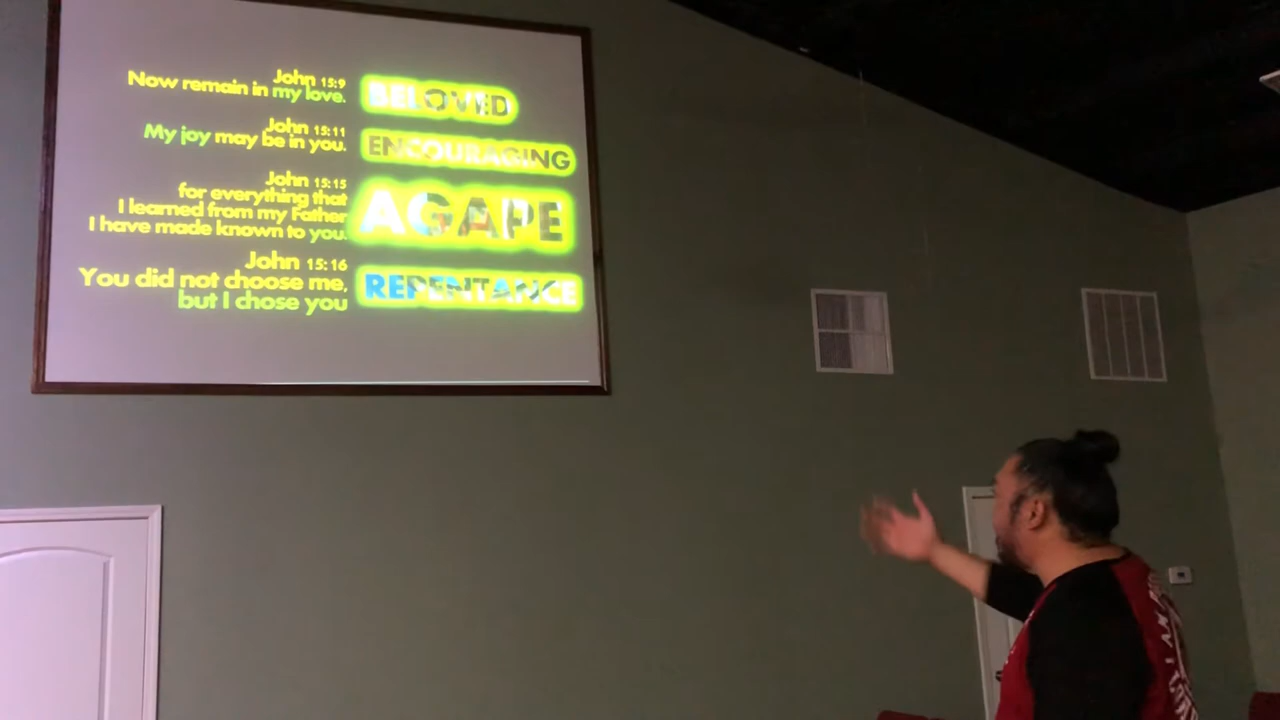 John 15:9
Now remain in my love.
BELOVED
John 15:11
My joy may be in you.
ENCOURAGING
John 15:15
for everything that
I learned from my Father
I have made known to you.
AGAPE
John 15:16
You did not choose me,
but I chose you
REPENTANCE